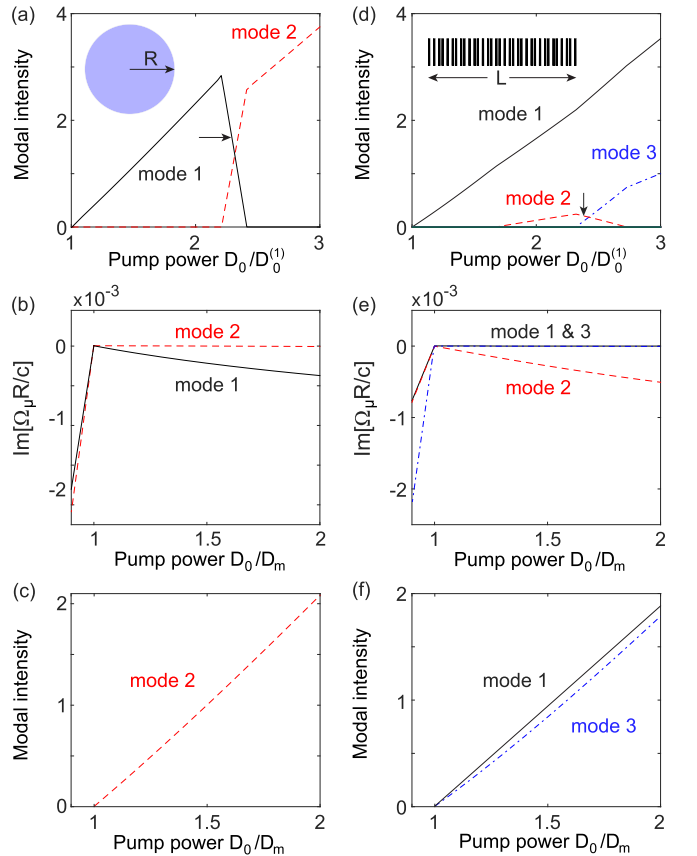 (a)
Modal intensity
4
2
0
R
mode 2
mode 1
1
2
3
Pump power D₀/D₀⁽¹⁾
(d)
Modal intensity
4
2
0
L
mode 1
mode 3
mode 2
1
2
3
Pump power D₀/D₀⁽¹⁾
(b)
x10⁻³
Im[ΩμR/c]
0
-1
-2
mode 2
mode 1
1
1.5
2
Pump power D₀/Dₘ
(e)
x10⁻³
Im[ΩμR/c]
0
-1
-2
mode 1 & 3
mode 2
1
1.5
2
Pump power D₀/Dₘ
(c)
Modal intensity
2
1
0
mode 2
1
1.5
2
Pump power D₀/Dₘ
(f)
Modal intensity
2
1
0
mode 1
mode 3
1
1.5
2
Pump power D₀/Dₘ